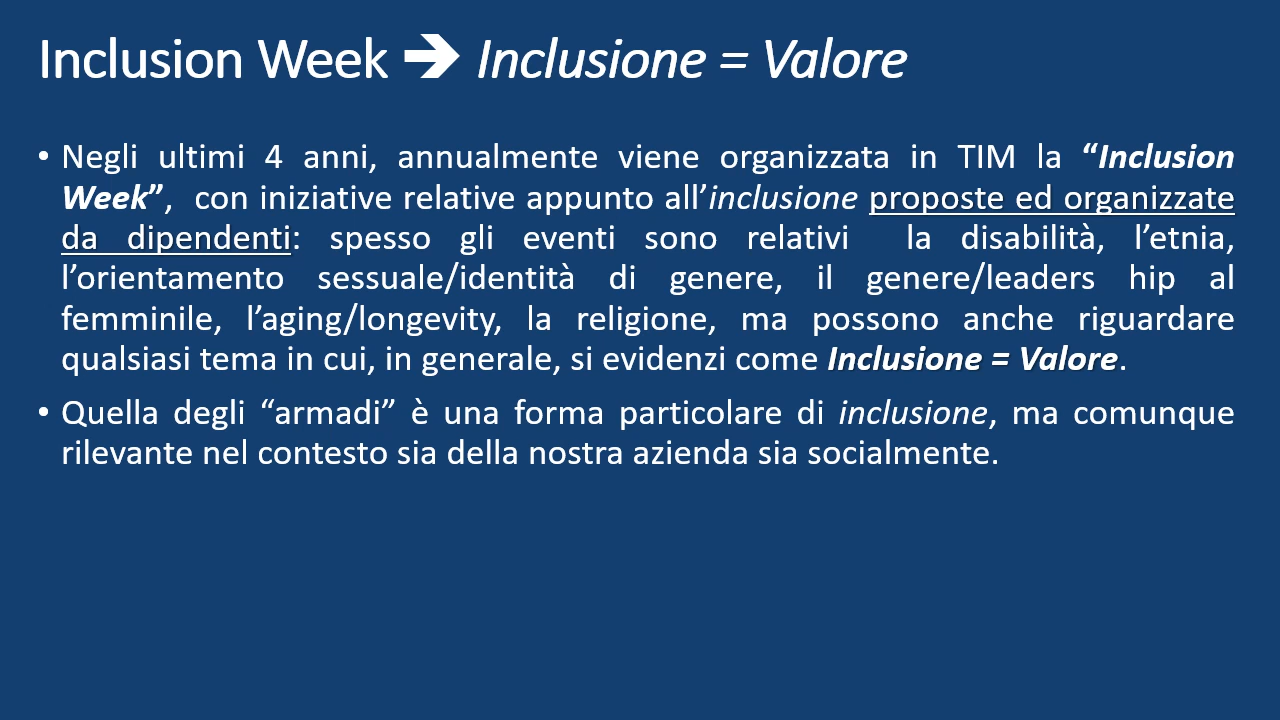 Inclusion Week ➔ Inclusione = Valore
• Negli ultimi 4 anni, annualmente viene organizzata in TIM la “Inclusion
Week”, con iniziative relative appunto all’inclusione proposte ed organizzate
da dipendenti: spesso gli eventi sono relativi la disabilità, l’etnia,
l’orientamento sessuale/identità di genere, il genere/leaders hip al
femminile, l’aging/longevity, la religione, ma possono anche riguardare
qualsiasi tema in cui, in generale, si evidenzi come Inclusione = Valore.
• Quella degli “armadi” è una forma particolare di inclusione, ma comunque
rilevante nel contesto sia della nostra azienda sia socialmente.